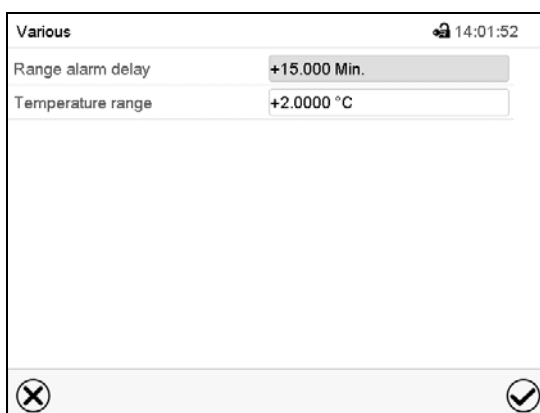 Various 14:01:52
Range alarm delay +15.000 Min.
Temperature range +2.0000 °C